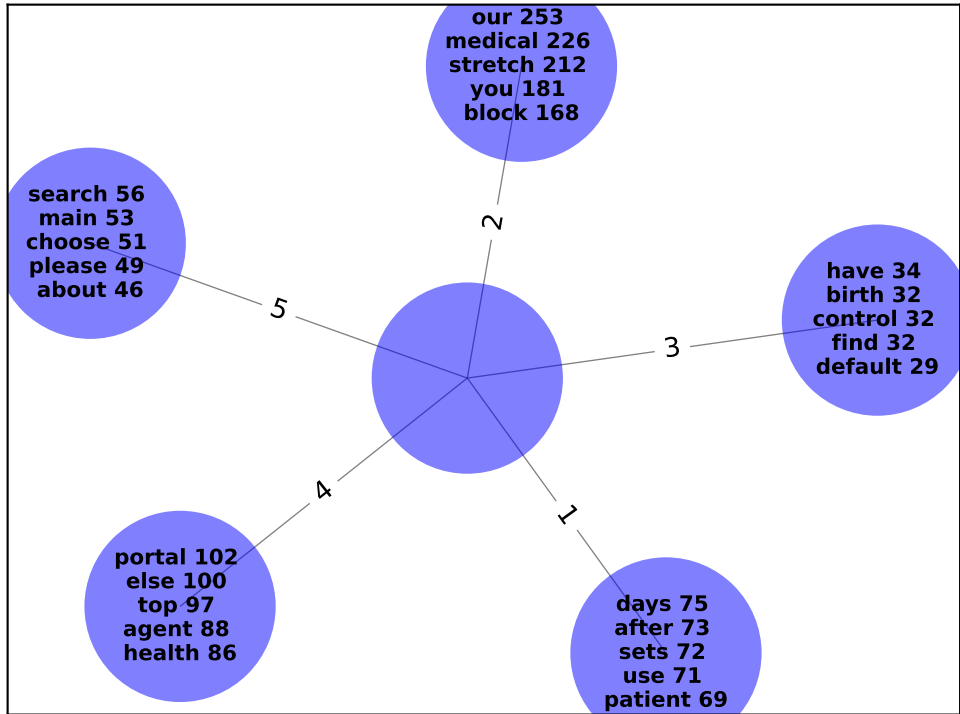 our 253
medical 226
stretch 212
you 181
block 168
2
search 56
main 53
choose 51
please 49
about 46
5
have 34
birth 32
control 32
find 32
default 29
3
4
1
portal 102
else 100
top 97
agent 88
health 86
days 75
after 73
sets 72
use 71
patient 69